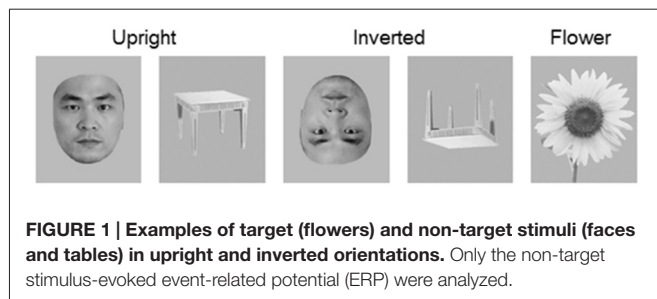 Upright Inverted Flower
FIGURE 1 | Examples of target (flowers) and non-target stimuli (faces
and tables) in upright and inverted orientations. Only the non-target
stimulus-evoked event-related potential (ERP) were analyzed.